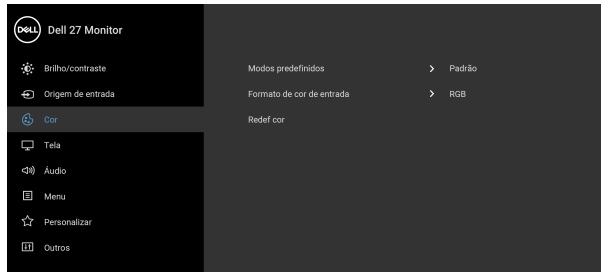 DELL Dell 27 Monitor
Brilho/contraste
Origem de entrada
Cor
Tela
Áudio
Menu
Personalizar
Outros
Modos predefinidos > Padrão
Formato de cor de entrada > RGB
Redef cor